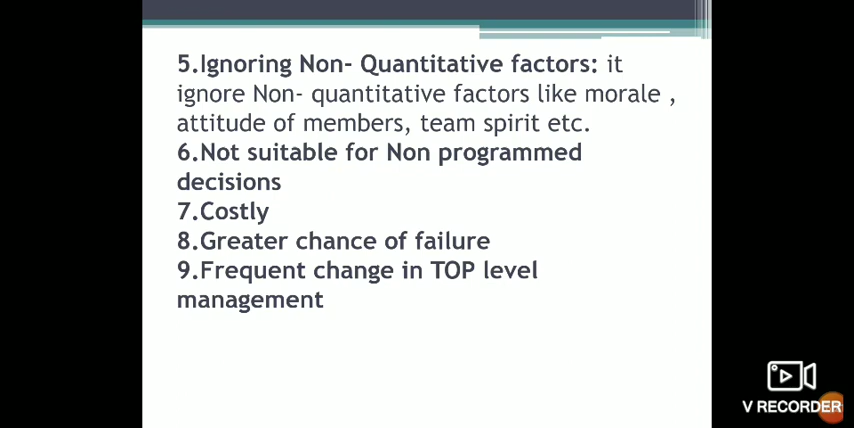 5.Ignoring Non- Quantitative factors: it
ignore Non- quantitative factors like morale ,
attitude of members, team spirit etc.
6.Not suitable for Non programmed
decisions
7.Costly
8.Greater chance of failure
9.Frequent change in TOP level
management
V RECORDER